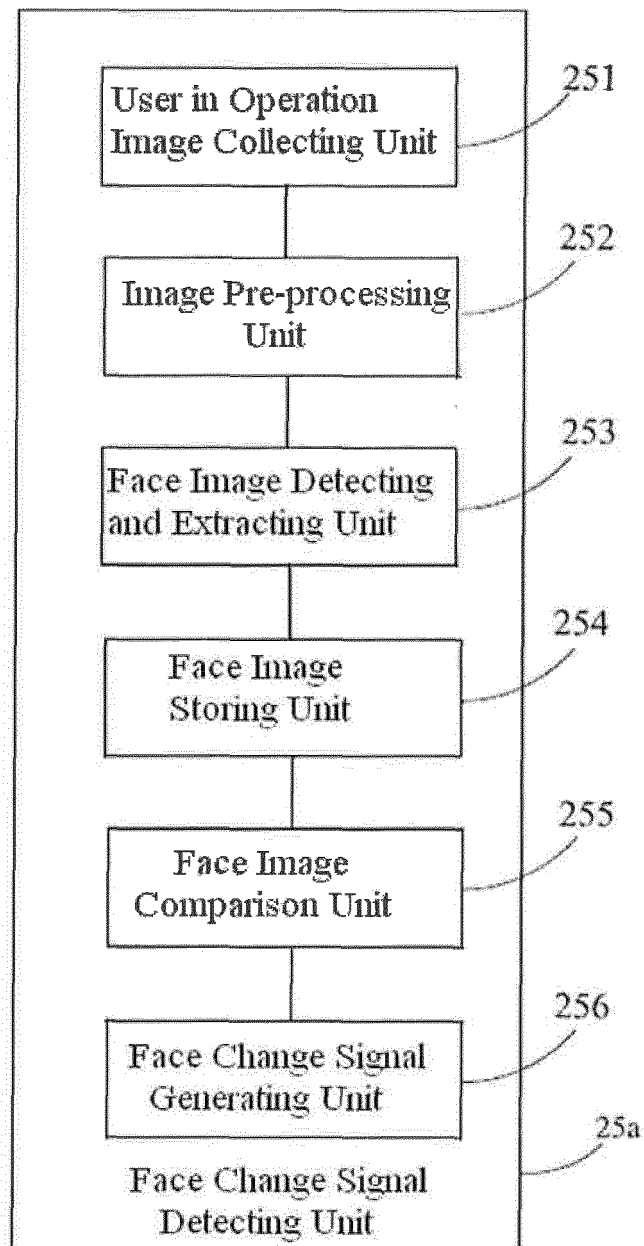 User in Operation
Image Collecting Unit
251
Image Pre-processing
Unit
252
Face Image Detecting
and Extracting Unit
253
Face Image
Storing Unit
254
Face Image
Comparison Unit
255
Face Change Signal
Generating Unit
256
Face Change Signal
Detecting Unit
25a